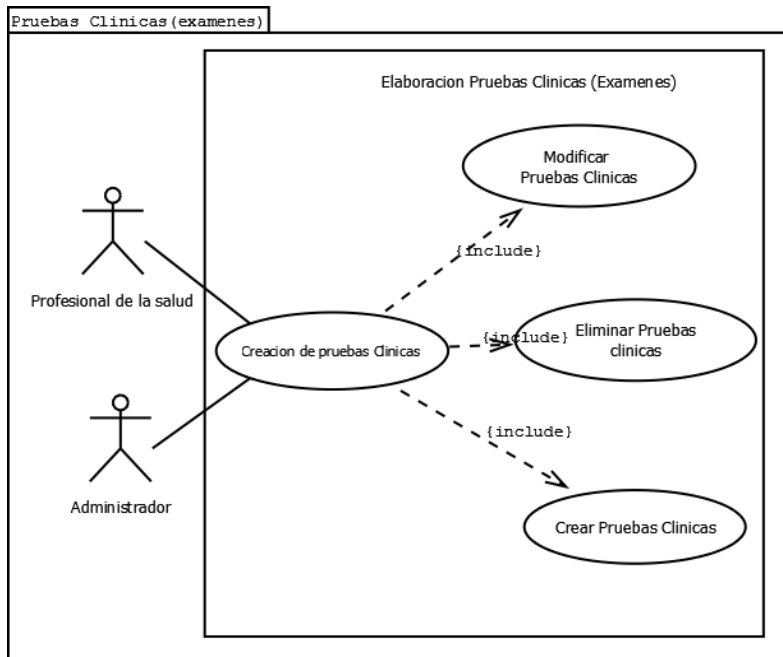 Pruebas Clinicas(examenes)
Elaboracion Pruebas Clinicas (Examenes)
Modificar
Pruebas Clinicas
{include}
Profesional de la salud
Creacion de pruebas Clinicas
{include}
Eliminar Pruebas
clinicas
{include}
Administrador
Crear Pruebas Clinicas